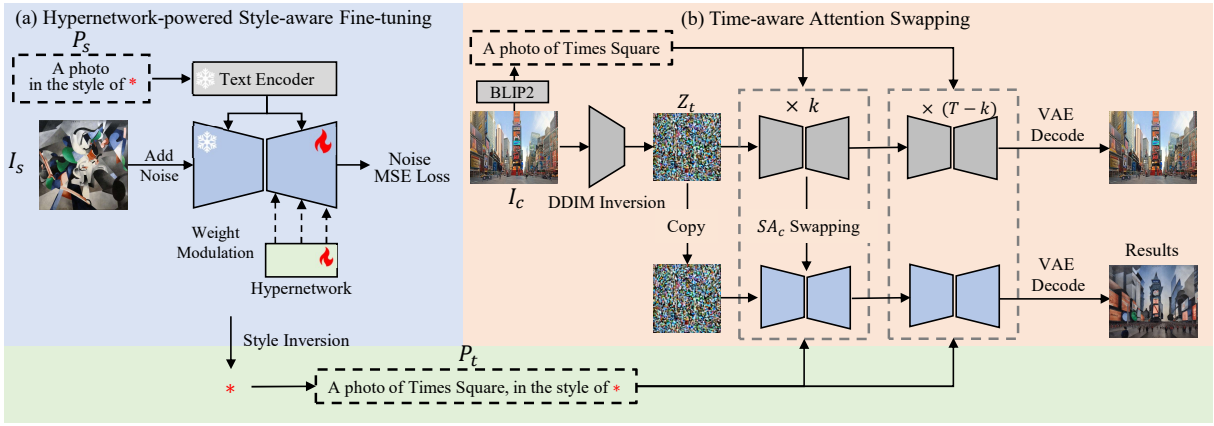 (a) Hypernetwork-powered Style-aware Fine-tuning
P_s
A photo
in the style of *
Text Encoder
I_s
Add
Noise
Noise
MSE Loss
Weight
Modulation
Hypernetwork
Style Inversion
*
(b) Time-aware Attention Swapping
A photo of Times Square
BLIP2
I_c
DDIM Inversion
Z_t
× k
× (T − k)
VAE
Decode
Copy
SA_c Swapping
VAE
Decode
Results
P_t
A photo of Times Square, in the style of *